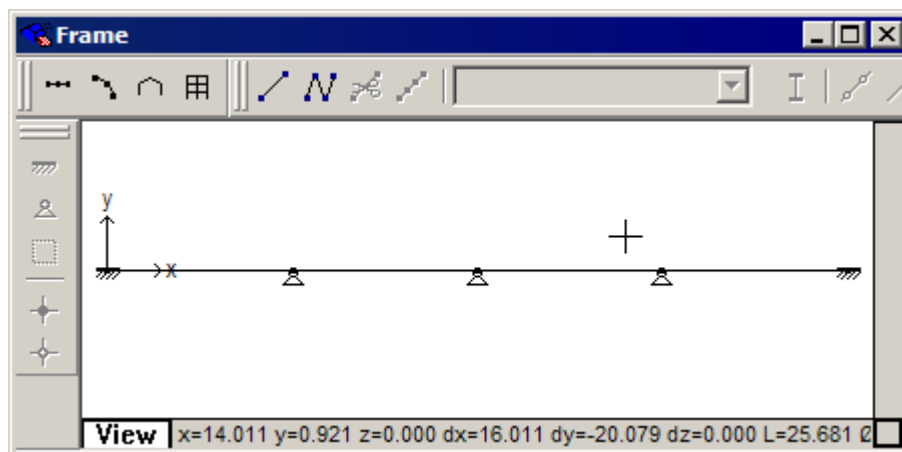 Frame
y
x
View x=14.011 y=0.921 z=0.000 dx=16.011 dy=-20.079 dz=0.000 L=25.681 Ø